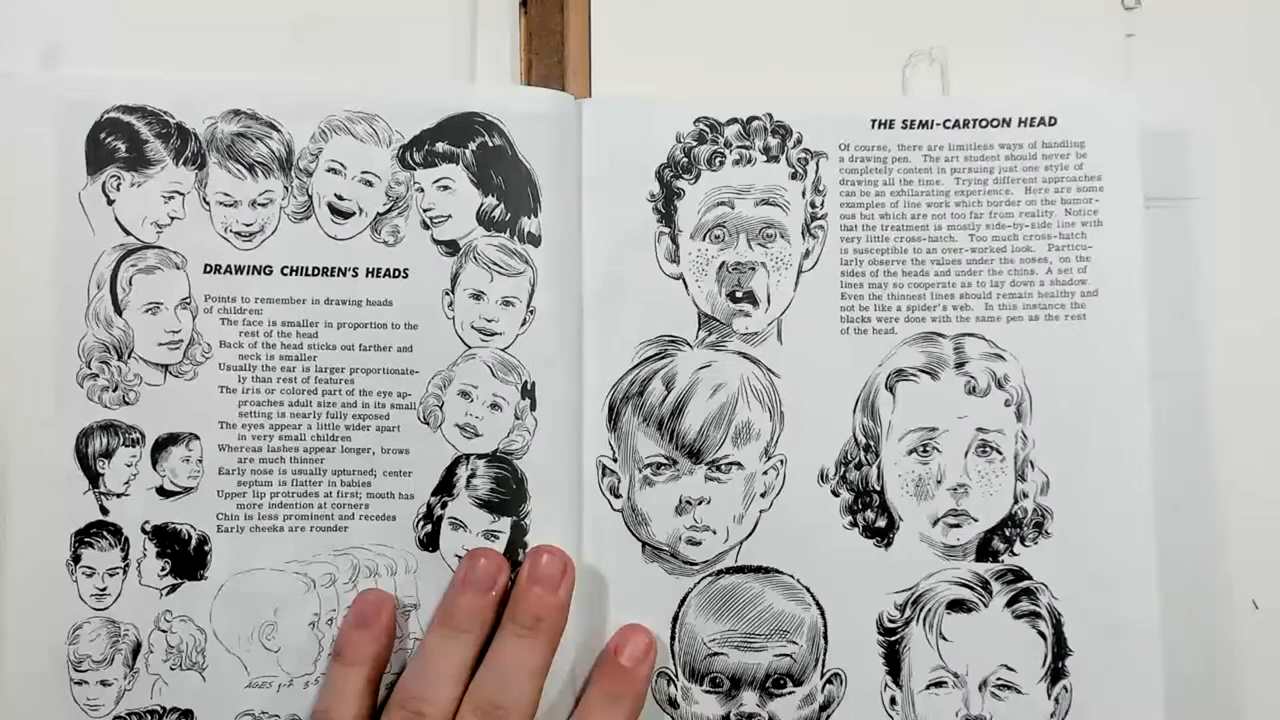 DRAWING CHILDREN'S HEADS
Points to remember in drawing heads
of children:
The face is smaller in proportion to the
rest of the head
Back of the head sticks out farther and
neck is smaller
Usually the ear is larger proportionate-
ly than rest of features
The iris or colored part of the eye ap-
proaches adult size and in its small
setting is nearly fully exposed
The eyes appear a little wider apart
in very small children
Whereas lashes appear longer, brows
are much thinner
Early nose is usually upturned; center
septum is flatter in babies
Upper lip protrudes at first; mouth has
more indention at corners
Chin is less prominent and recedes
Early cheeks are rounder
AGES 1-2 3-5
THE SEMI-CARTOON HEAD
Of course, there are limitless ways of handling
a drawing pen. The art student should never be
completely content in pursuing just one style of
drawing all the time. Trying different approaches
can be an exhilarating experience. Here are some
examples of line work which border on the humor-
ous but which are not too far from reality. Notice
that the treatment is mostly side-by-side line with
very little cross-hatch. Too much cross-hatch
is susceptible to an over-worked look. Particu-
larly observe the values under the noses, on the
sides of the heads and under the chins. A set of
lines may so cooperate as to lay down a shadow.
Even the thinnest lines should remain healthy and
not be like a spider's web. In this instance the
blacks were done with the same pen as the rest
of the head.